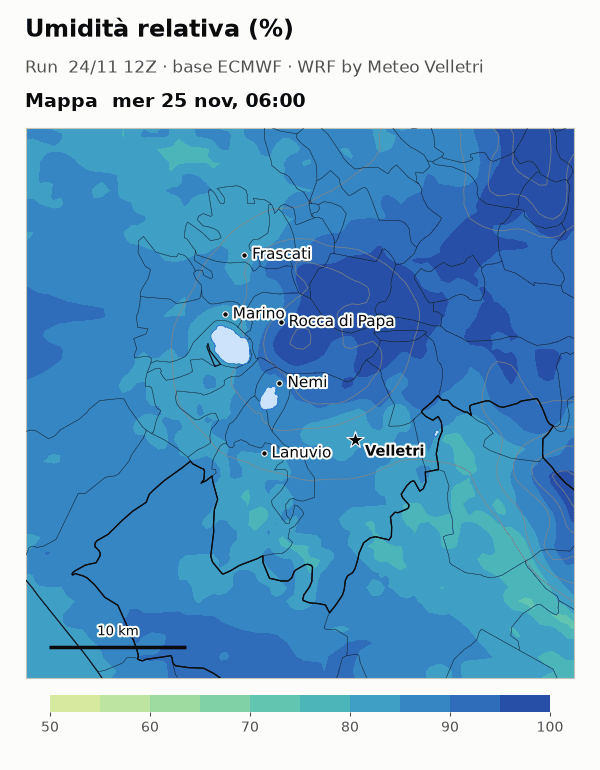 Umidità relativa (%)
Run  24/11 12Z · base ECMWF · WRF by Meteo Velletri
Mappa  mer 25 nov, 06:00
Frascati
Marino
Rocca di Papa
Nemi
Velletri
Lanuvio
10 km
50 60 70 80 90 100